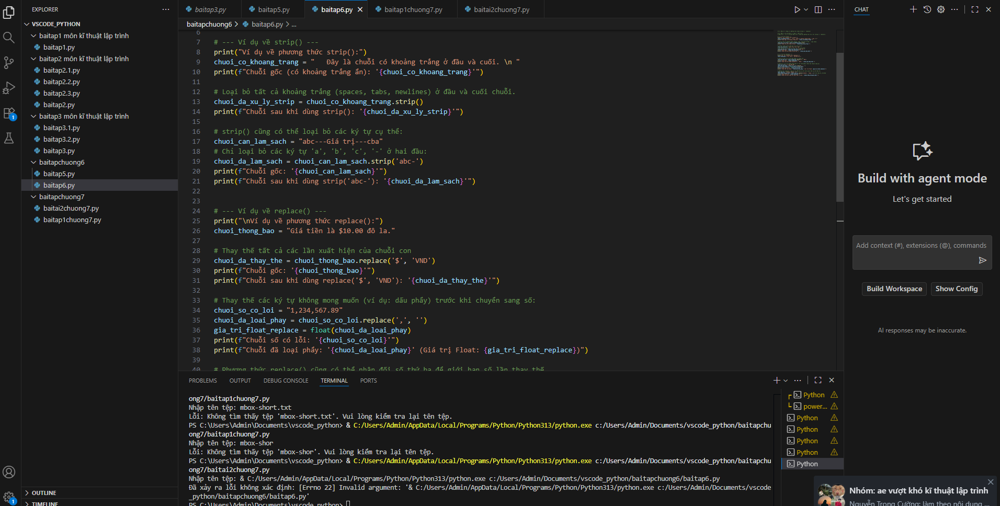 EXPLORER
VSCODE_PYTHON
baitap1 môn kĩ thuật lập trình
baitap1.py
baitap2 môn kĩ thuật lập trình
baitap2.1.py
baitap2.2.py
baitap2.3.py
baitap2.py
baitap3 môn kĩ thuật lập trình
baitap3.1.py
baitap3.2.py
baitap3.py
baitapchuong6
baitap5.py
baitap6.py
baitapchuong7
baitai2chuong7.py
baitap1chuong7.py
OUTLINE
TIMELINE
1
1
baitap3.py
baitap5.py
baitap6.py
baitap1chuong7.py
baitai2chuong7.py
baitapchuong6 > baitap6.py > ...
6
7 # --- Ví dụ về strip() ---
8 print("Ví dụ về phương thức strip():")
9 chuoi_co_khoang_trang = "   Đây là chuỗi có khoảng trắng ở đầu và cuối. \n "
10 print(f"Chuỗi gốc (có khoảng trắng ẩn): '{chuoi_co_khoang_trang}'")
11
12 # Loại bỏ tất cả khoảng trắng (spaces, tabs, newlines) ở đầu và cuối chuỗi.
13 chuoi_da_xu_ly_strip = chuoi_co_khoang_trang.strip()
14 print(f"Chuỗi sau khi dùng strip(): '{chuoi_da_xu_ly_strip}'")
15
16 # strip() cũng có thể loại bỏ các ký tự cụ thể:
17 chuoi_can_lam_sach = "abc---Giá trị---cba"
18 # Chỉ loại bỏ các ký tự 'a', 'b', 'c', '-' ở hai đầu:
19 chuoi_da_lam_sach = chuoi_can_lam_sach.strip('abc-')
20 print(f"Chuỗi gốc: '{chuoi_can_lam_sach}'")
21 print(f"Chuỗi sau khi dùng strip('abc-'): '{chuoi_da_lam_sach}'")
22
23
24 # --- Ví dụ về replace() ---
25 print("\nVí dụ về phương thức replace():")
26 chuoi_thong_bao = "Giá tiền là $10.00 đô la."
27
28 # Thay thế tất cả các lần xuất hiện của chuỗi con
29 chuoi_da_thay_the = chuoi_thong_bao.replace('$', 'VND')
30 print(f"Chuỗi gốc: '{chuoi_thong_bao}'")
31 print(f"Chuỗi sau khi dùng replace('$', 'VND'): '{chuoi_da_thay_the}'")
32
33 # Thay thế các ký tự không mong muốn (ví dụ: dấu phẩy) trước khi chuyển sang số:
34 chuoi_so_co_loi = "1,234,567.89"
35 chuoi_da_loai_phay = chuoi_so_co_loi.replace(',', '')
36 gia_tri_float_replace = float(chuoi_da_loai_phay)
37 print(f"Chuỗi số có lỗi: '{chuoi_so_co_loi}'")
38 print(f"Chuỗi đã loại phẩy: '{chuoi_da_loai_phay}' (Giá trị Float: {gia_tri_float_replace})")
39
40 # Phương thức replace() cũng có thể nhận đối số thứ ba để giới hạn số lần thay thế
PROBLEMS OUTPUT DEBUG CONSOLE TERMINAL PORTS
ong7/baitap1chuong7.py
Nhập tên tệp: mbox-short.txt
Lỗi: Không tìm thấy tệp 'mbox-short.txt'. Vui lòng kiểm tra lại tên tệp.
PS C:\Users\Admin\Documents\vscode_python> & C:/Users/Admin/AppData/Local/Programs/Python/Python313/python.exe c:/Users/Admin/Documents/vscode_python/baitapchu
ong7/baitap1chuong7.py
Nhập tên tệp: mbox-shor
Lỗi: Không tìm thấy tệp 'mbox-shor'. Vui lòng kiểm tra lại tên tệp.
PS C:\Users\Admin\Documents\vscode_python> & C:/Users/Admin/AppData/Local/Programs/Python/Python313/python.exe c:/Users/Admin/Documents/vscode_python/baitapchu
ong7/baitai2chuong7.py
Nhập tên tệp: & C:/Users/Admin/AppData/Local/Programs/Python/Python313/python.exe c:/Users/Admin/Documents/vscode_python/baitapchuong6/baitap6.py
Đã xảy ra lỗi không xác định: [Errno 22] Invalid argument: '& C:/Users/Admin/AppData/Local/Programs/Python/Python313/python.exe c:/Users/Admin/Documents/vscode
_python/baitapchuong6/baitap6.py'
PS C:\Users\Admin\Documents\vscode_python>
Python
power...
Python
Python
Python
Python
Python
CHAT
Build with agent mode
Let's get started
Add context (#), extensions (@), commands
Build Workspace
Show Config
AI responses may be inaccurate.
Nhóm: ae vượt khó kĩ thuật lập trình
Nguyễn Trọng Cường: làm theo nội dung ...